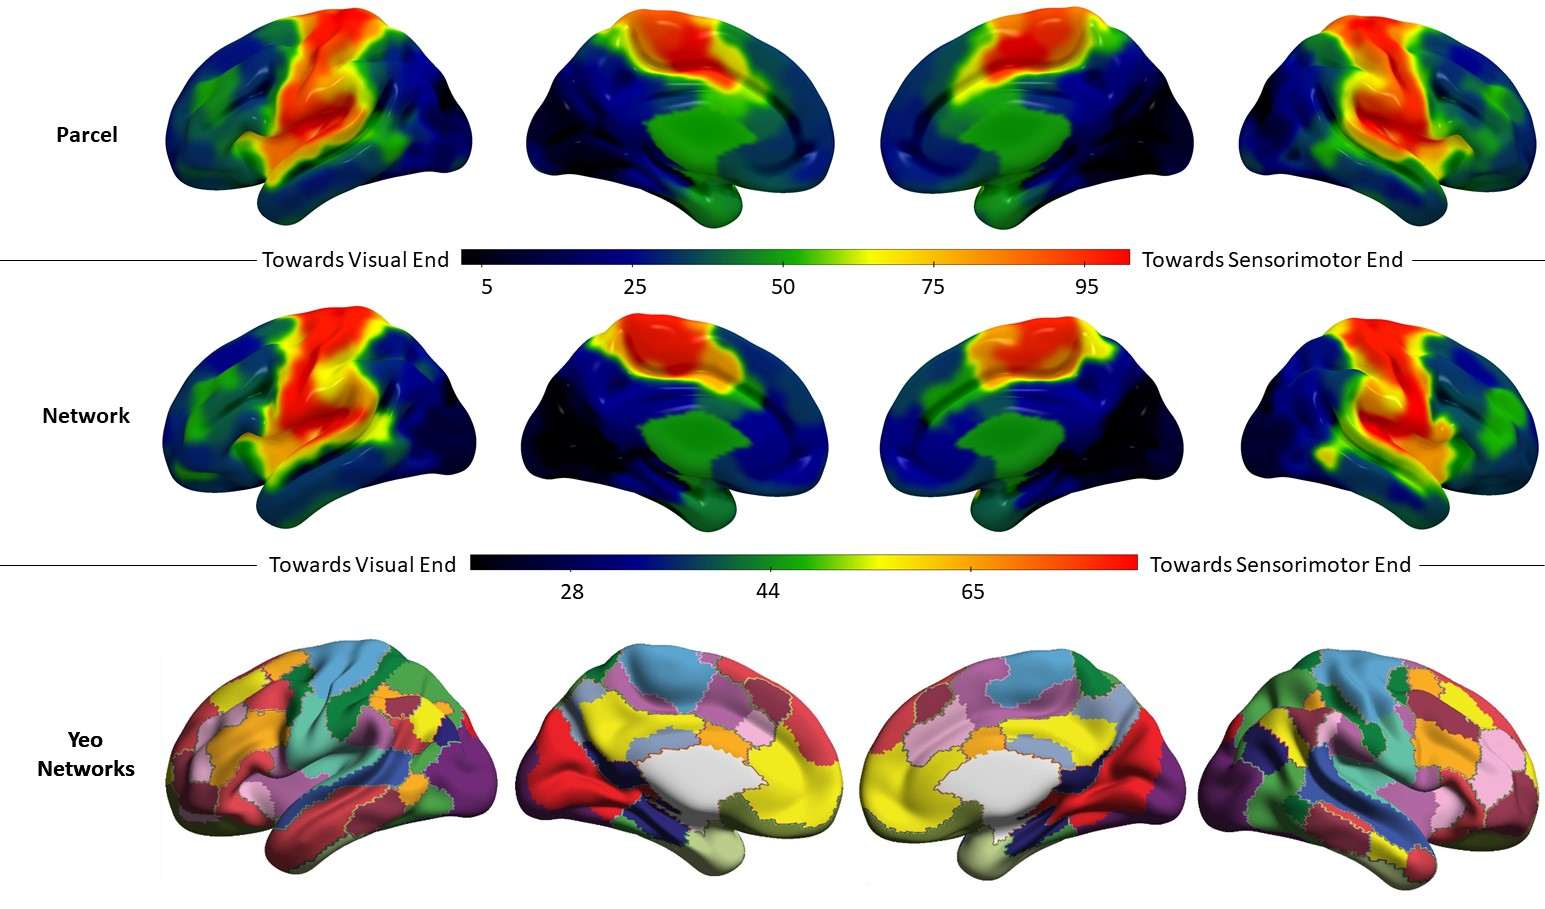 Parcel
Towards Visual End
Towards Sensorimotor End
5 25 50 75 95
Network
Towards Visual End
Towards Sensorimotor End
28 44 65
Yeo
Networks